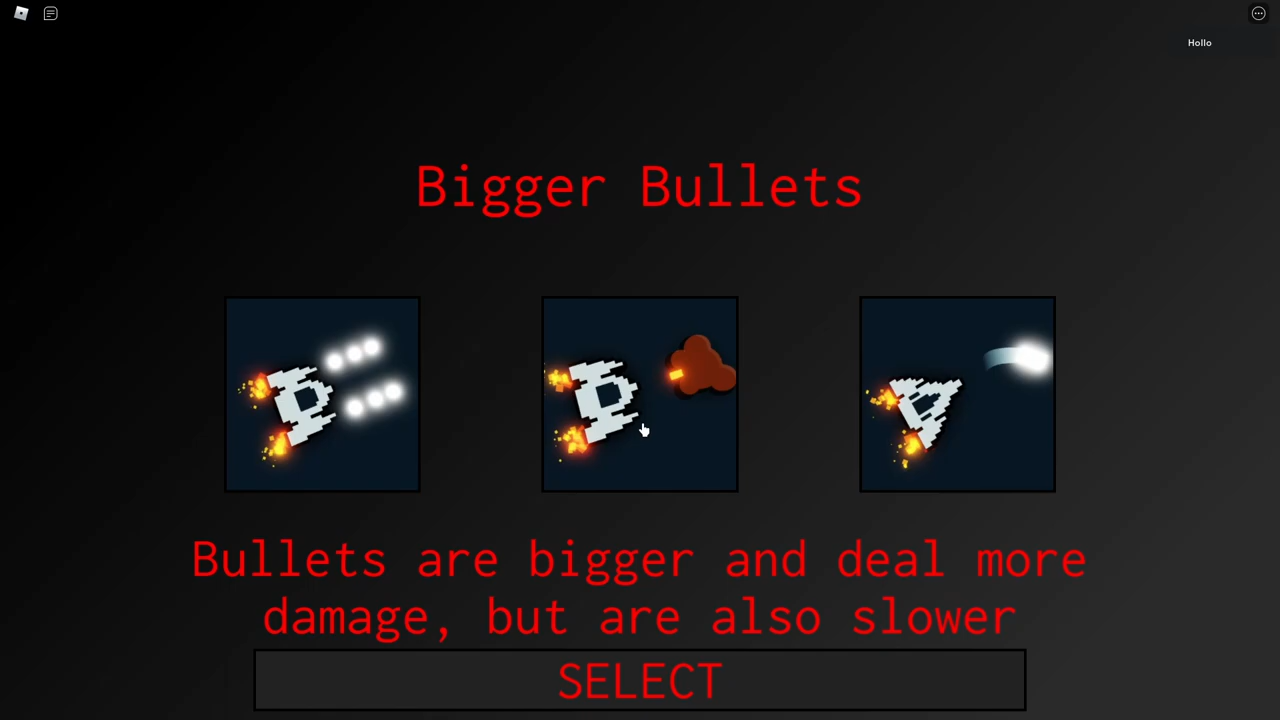 Hollo
Bigger Bullets
Bullets are bigger and deal more
damage, but are also slower
SELECT